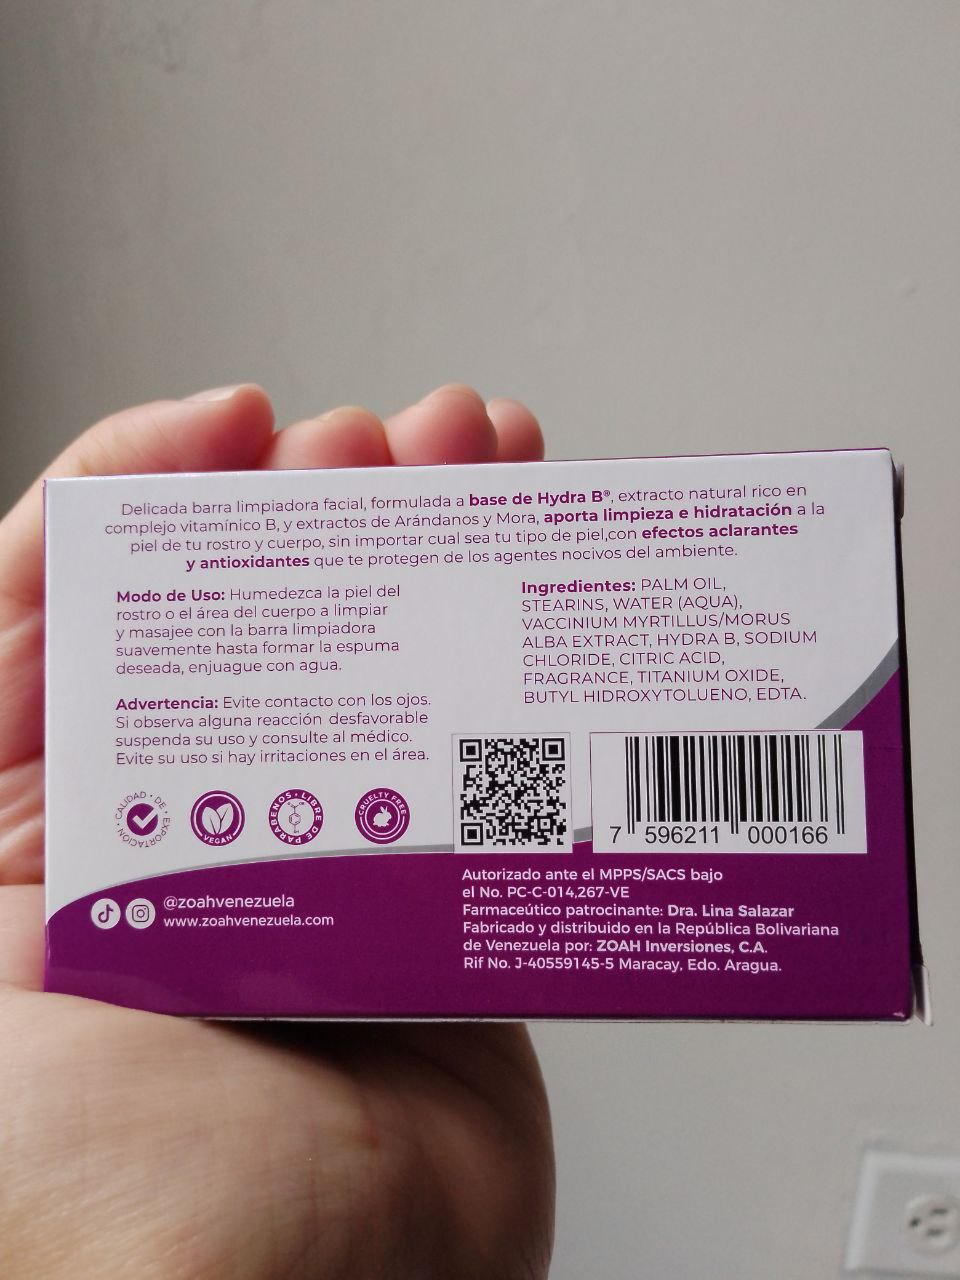 Delicada barra limpiadora facial, formulada a base de Hydra B®, extracto natural rico en
complejo vitamínico B, y extractos de Arándanos y Mora, aporta limpieza e hidratación a la
piel de tu rostro y cuerpo, sin importar cual sea tu tipo de piel,con efectos aclarantes
y antioxidantes que te protegen de los agentes nocivos del ambiente.
Modo de Uso: Humedezca la piel del
rostro o el área del cuerpo a limpiar
y masajee con la barra limpiadora
suavemente hasta formar la espuma
deseada, enjuague con agua.
Advertencia: Evite contacto con los ojos.
Si observa alguna reacción desfavorable
suspenda su uso y consulte al médico.
Evite su uso si hay irritaciones en el área.
Ingredientes: PALM OIL,
STEARINS, WATER (AQUA),
VACCINIUM MYRTILLUS/MORUS
ALBA EXTRACT, HYDRA B, SODIUM
CHLORIDE, CITRIC ACID,
FRAGRANCE, TITANIUM OXIDE,
BUTYL HIDROXYTOLUENO, EDTA.
CALIDAD • DE • EXPORTACIÓN
VEGAN
LIBRE DE PARABENOS
CRUELTY FREE
7 596211 000166
@zoahvenezuela
www.zoahvenezuela.com
Autorizado ante el MPPS/SACS bajo
el No. PC-C-014,267-VE
Farmaceútico patrocinante: Dra. Lina Salazar
Fabricado y distribuido en la República Bolivariana
de Venezuela por: ZOAH Inversiones, C.A.
Rif No. J-40559145-5 Maracay, Edo. Aragua.